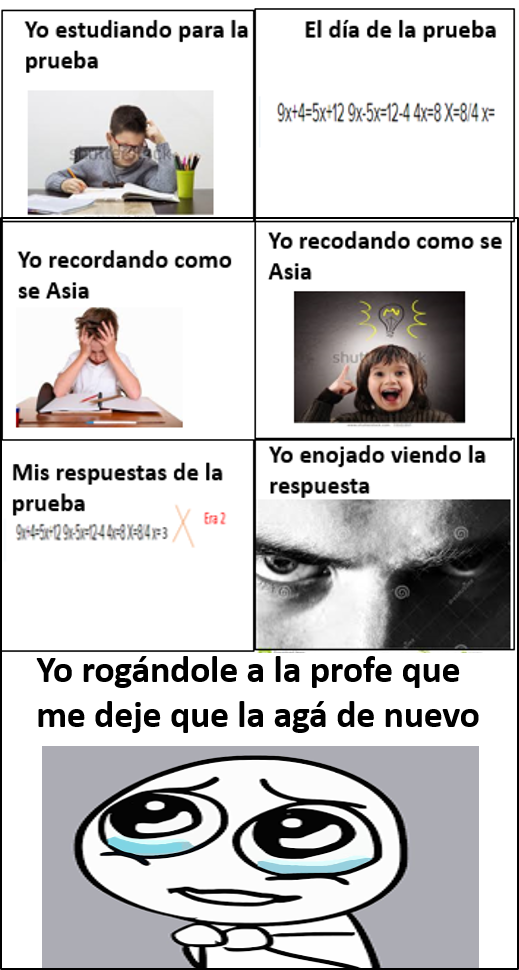 Yo estudiando para la
prueba
shutterstock
El día de la prueba
9x+4=5x+12 9x-5x=12-4 4x=8 X=8/4 x=
Yo recordando como
se Asia
Yo recodando como se
Asia
shutterstock
Mis respuestas de la
prueba
9x+4=5x+12 9x-5x=12-4 4x=8 X=8/4 x=3
Era 2
Yo enojado viendo la
respuesta
Yo rogándole a la profe que
me deje que la agá de nuevo